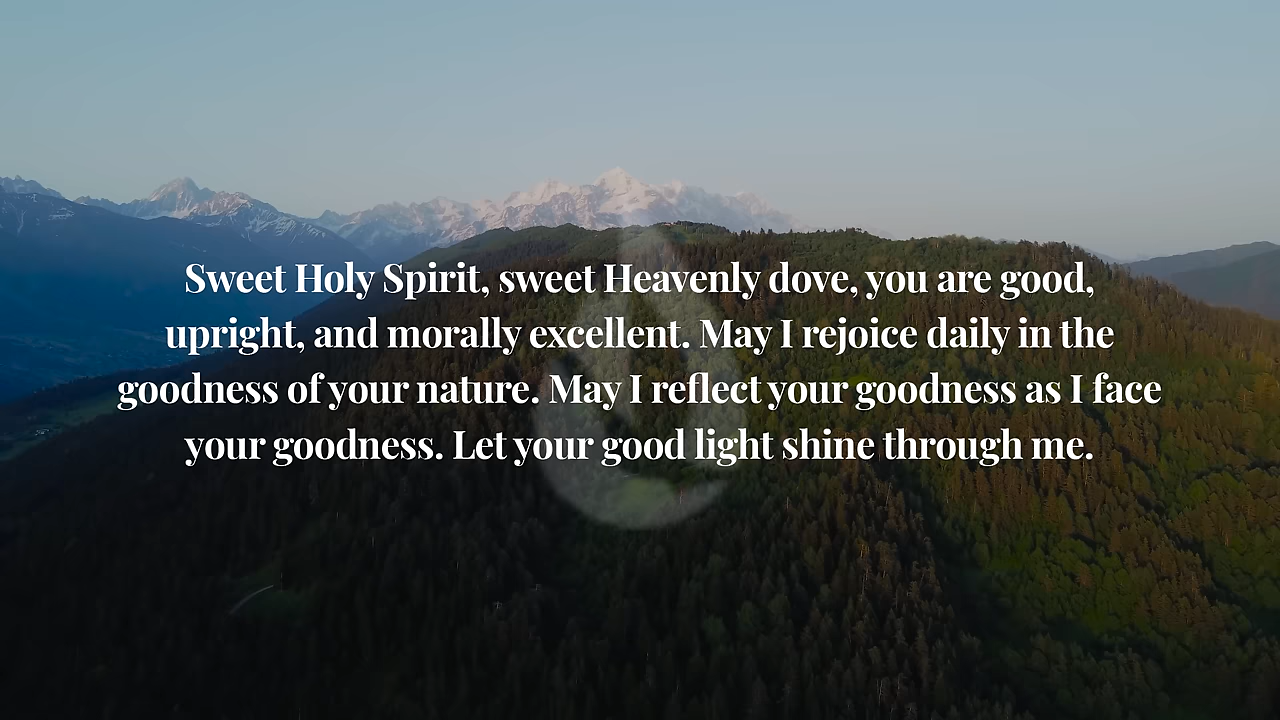 Sweet Holy Spirit, sweet Heavenly dove, you are good,
upright, and morally excellent. May I rejoice daily in the
goodness of your nature. May I reflect your goodness as I face
your goodness. Let your good light shine through me.